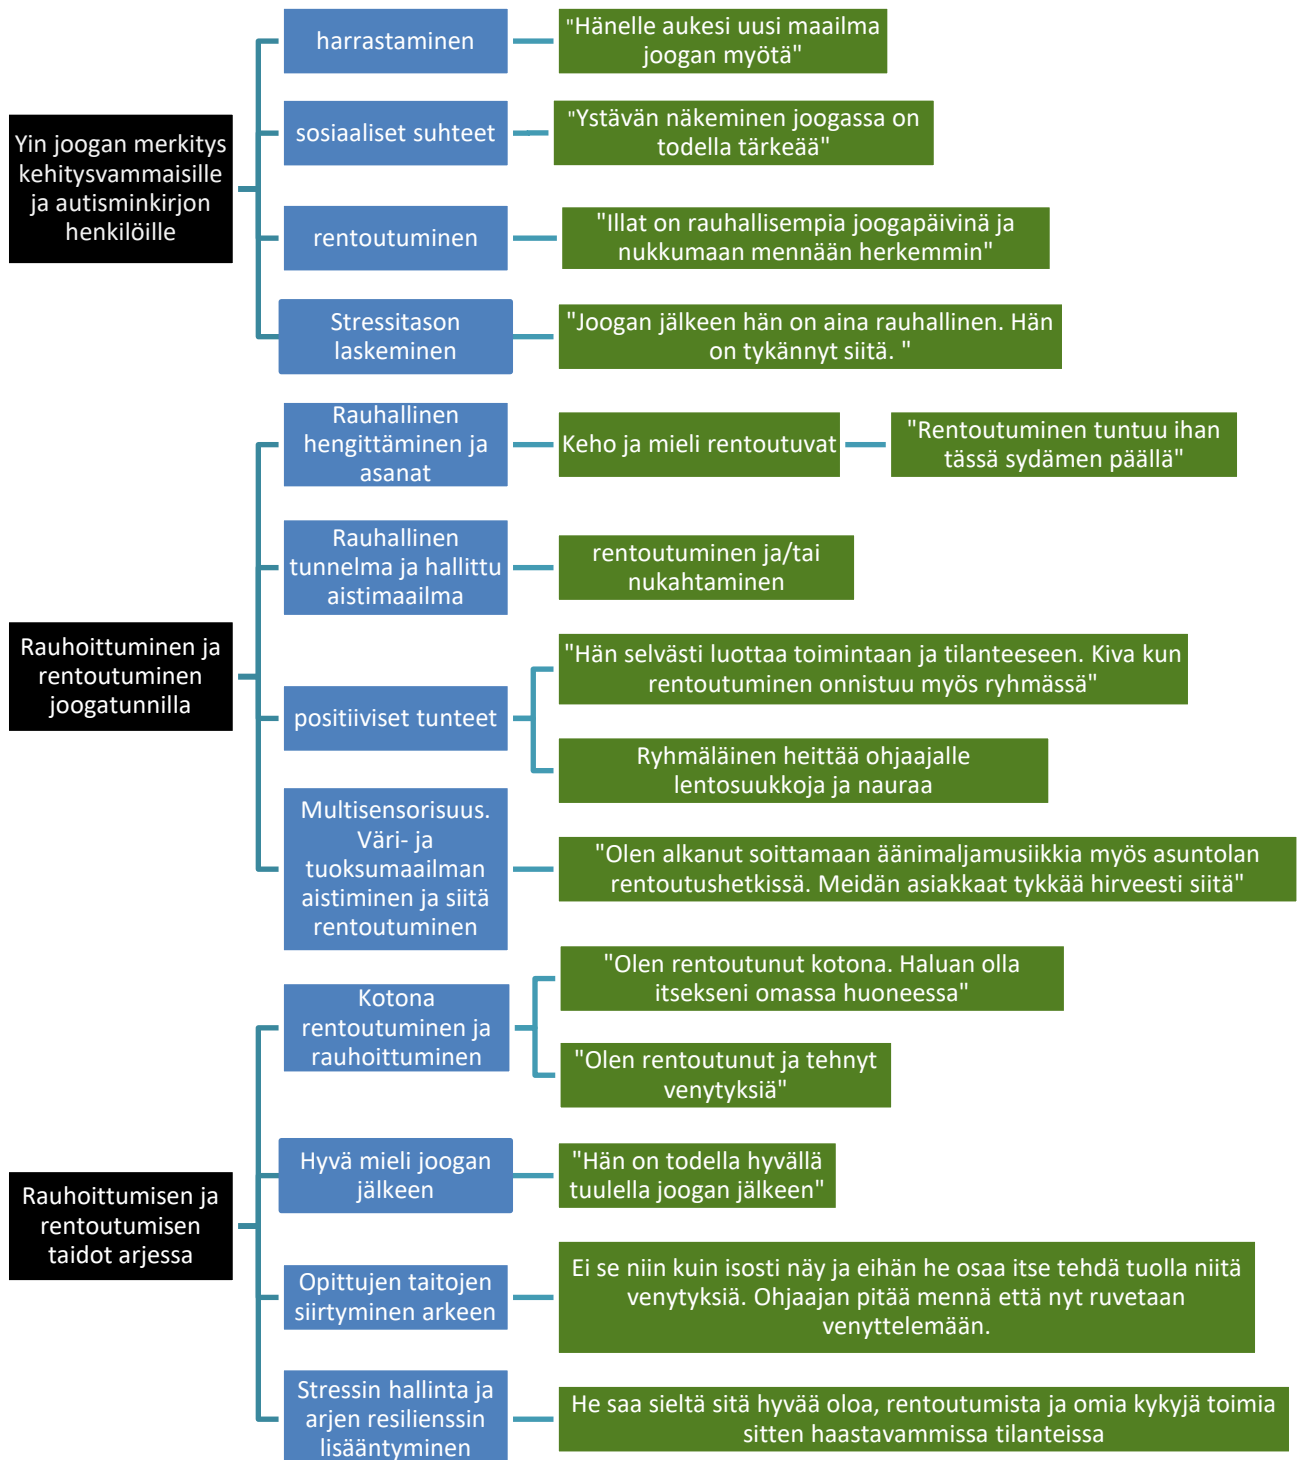 Yin joogan merkitys
kehitysvammaisille
ja autisminkirjon
henkilöille
harrastaminen
"Hänelle aukesi uusi maailma
joogan myötä"
sosiaaliset suhteet
"Ystävän näkeminen joogassa on
todella tärkeää"
rentoutuminen
"Illat on rauhallisempia joogapäivinä ja
nukkumaan mennään herkemmin"
Stressitason
laskeminen
"Joogan jälkeen hän on aina rauhallinen. Hän
on tykännyt siitä. "
Rauhoittuminen ja
rentoutuminen
joogatunnilla
Rauhallinen
hengittäminen ja
asanat
Keho ja mieli rentoutuvat
"Rentoutuminen tuntuu ihan
tässä sydämen päällä"
Rauhallinen
tunnelma ja hallittu
aistimaailma
rentoutuminen ja/tai
nukahtaminen
positiiviset tunteet
"Hän selvästi luottaa toimintaan ja tilanteeseen. Kiva kun
rentoutuminen onnistuu myös ryhmässä"
Ryhmäläinen heittää ohjaajalle
lentosuukkoja ja nauraa
Multisensorisuus.
Väri- ja
tuoksumaailman
aistiminen ja siitä
rentoutuminen
"Olen alkanut soittamaan äänimaljamusiikkia myös asuntolan
rentoutushetkissä. Meidän asiakkaat tykkää hirveesti siitä"
Rauhoittumisen ja
rentoutumisen
taidot arjessa
Kotona
rentoutuminen ja
rauhoittuminen
"Olen rentoutunut kotona. Haluan olla
itsekseni omassa huoneessa"
"Olen rentoutunut ja tehnyt
venytyksiä"
Hyvä mieli joogan
jälkeen
"Hän on todella hyvällä
tuulella joogan jälkeen"
Opittujen taitojen
siirtyminen arkeen
Ei se niin kuin isosti näy ja eihän he osaa itse tehdä tuolla niitä
venytyksiä. Ohjaajan pitää mennä että nyt ruvetaan
venyttelemään.
Stressin hallinta ja
arjen resilienssin
lisääntyminen
He saa sieltä sitä hyvää oloa, rentoutumista ja omia kykyjä toimia
sitten haastavammissa tilanteissa